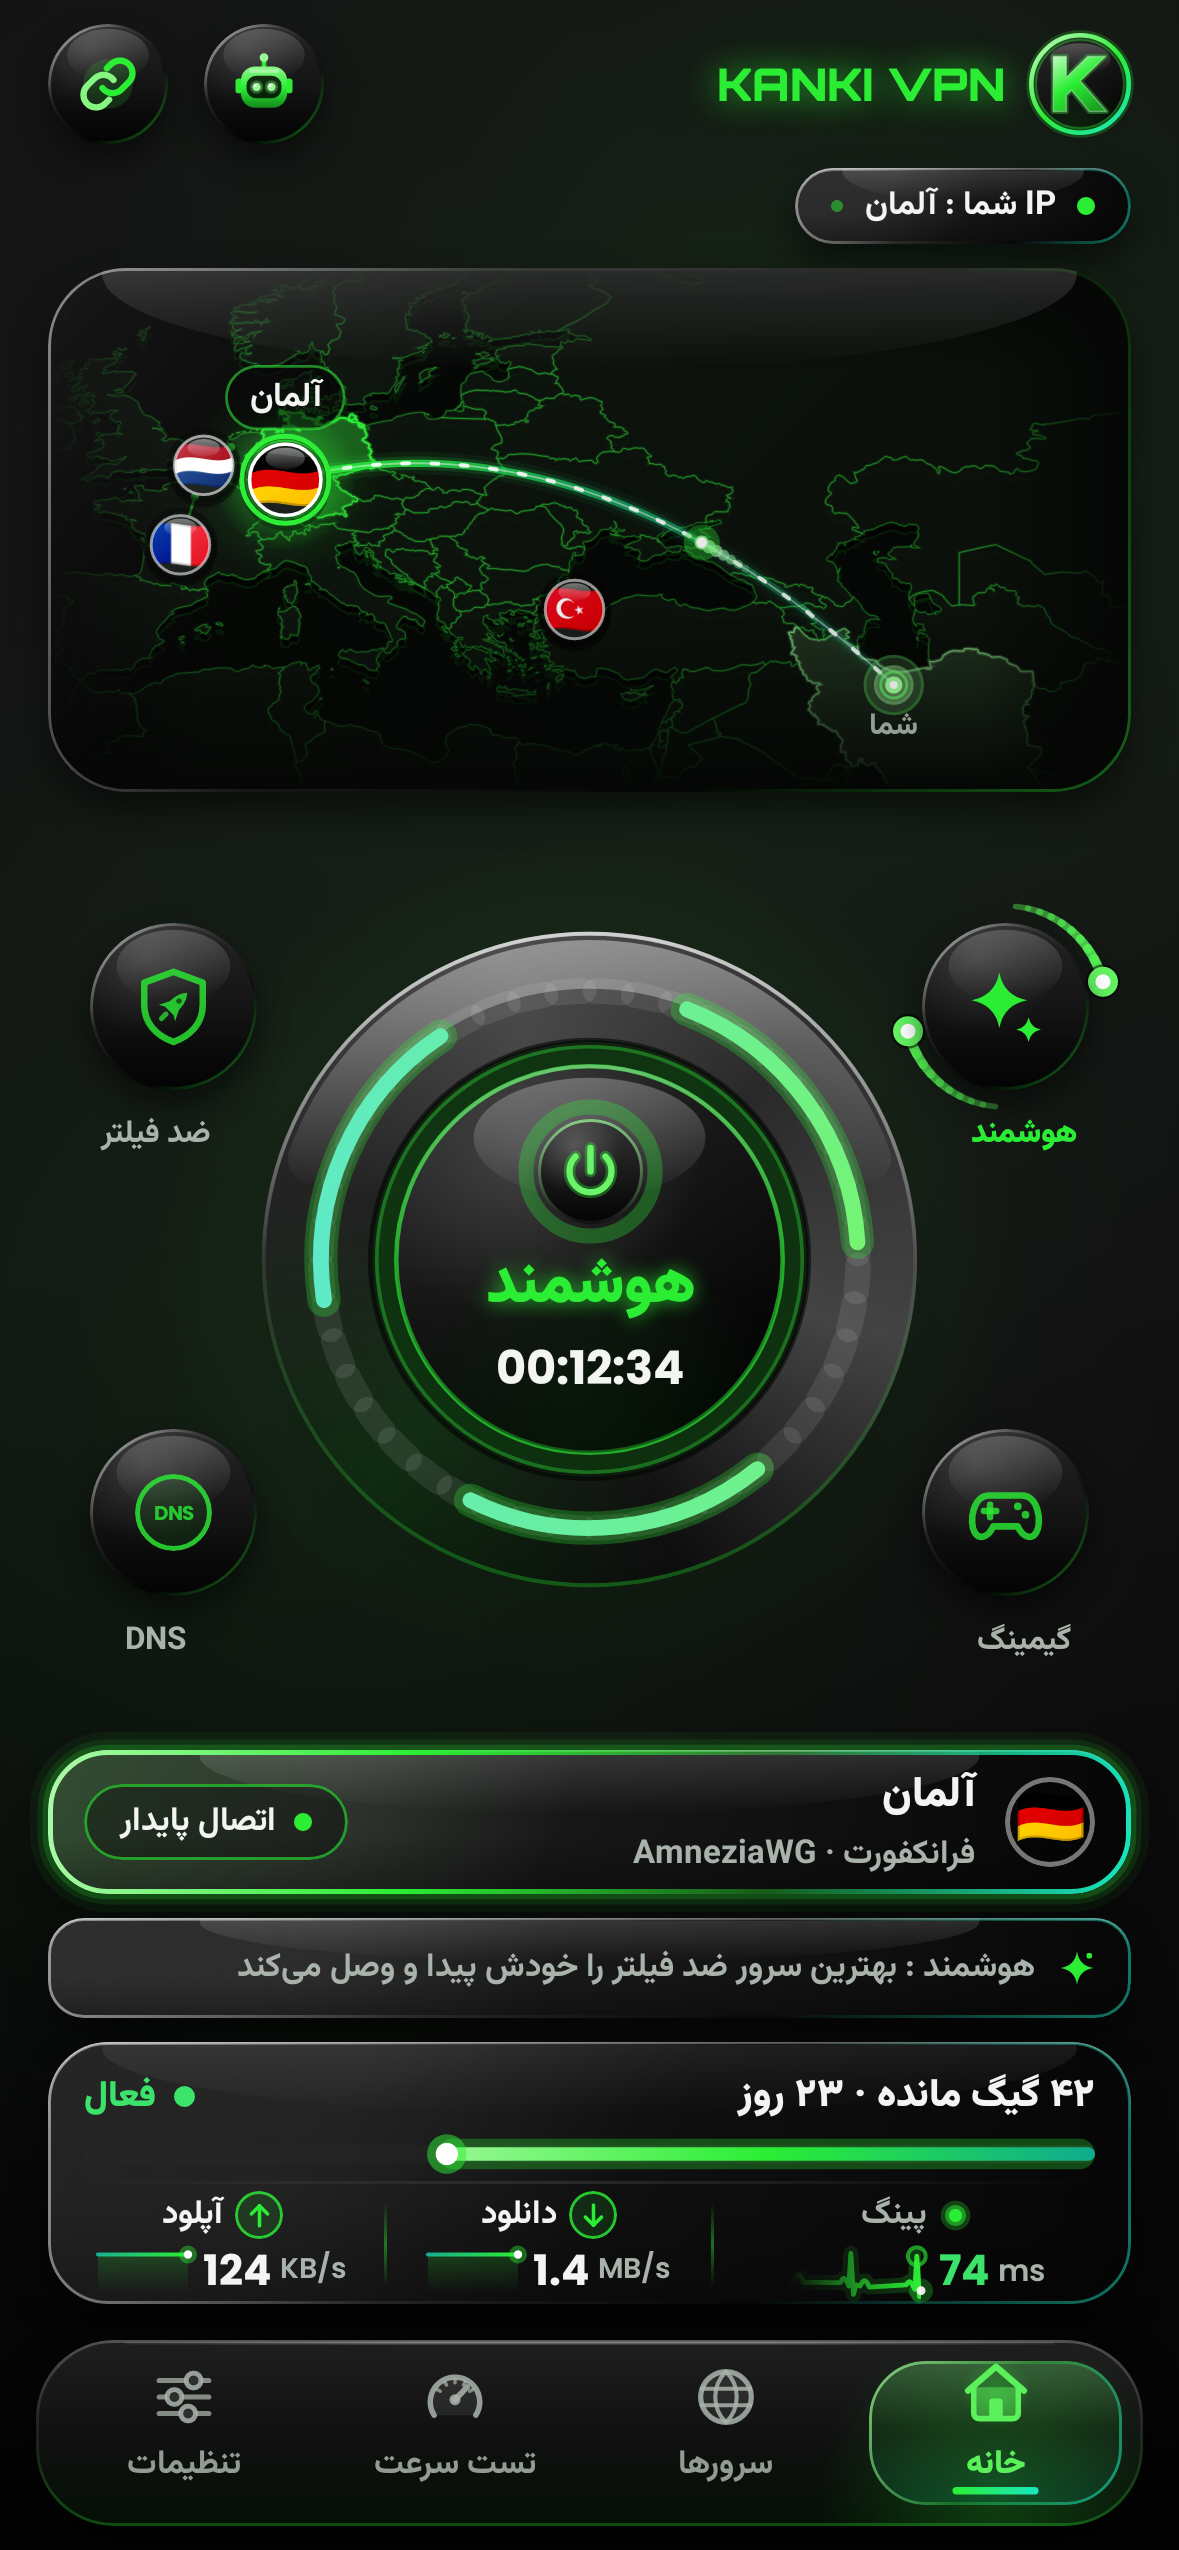 KANKI VPN
IP شما : آلمان
آلمان
شما
هوشمند
ضد فیلتر
هوشمند
00:12:34
گیمینگ
DNS
DNS
آلمان
فرانکفورت · AmneziaWG
اتصال پایدار
هوشمند : بهترین سرور ضد فیلتر را خودش پیدا و وصل می‌کند
۴۲ گیگ مانده · ۲۳ روز
فعال
پینگ
74 ms
دانلود
1.4 MB/s
آپلود
124 KB/s
خانه
سرورها
تست سرعت
تنظیمات